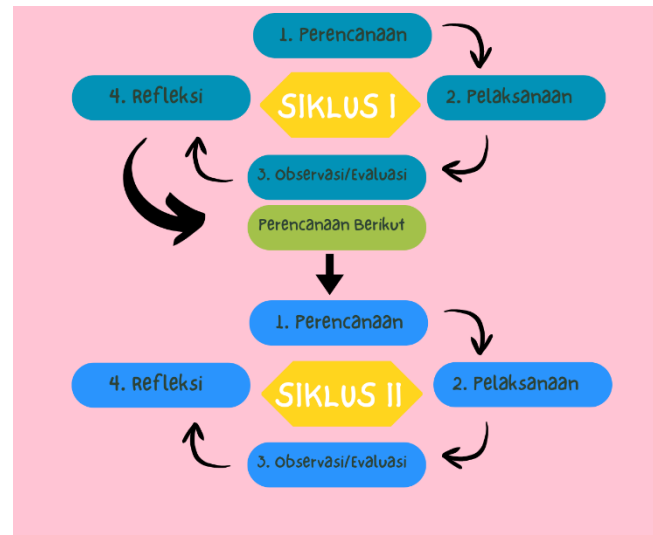 1. Perencanaan
4. Refleksi
SIKLUS I
2. Pelaksanaan
3. Observasi/Evaluasi
Perencanaan Berikut
1. Perencanaan
4. Refleksi
SIKLUS II
2. Pelaksanaan
3. Observasi/Evaluasi